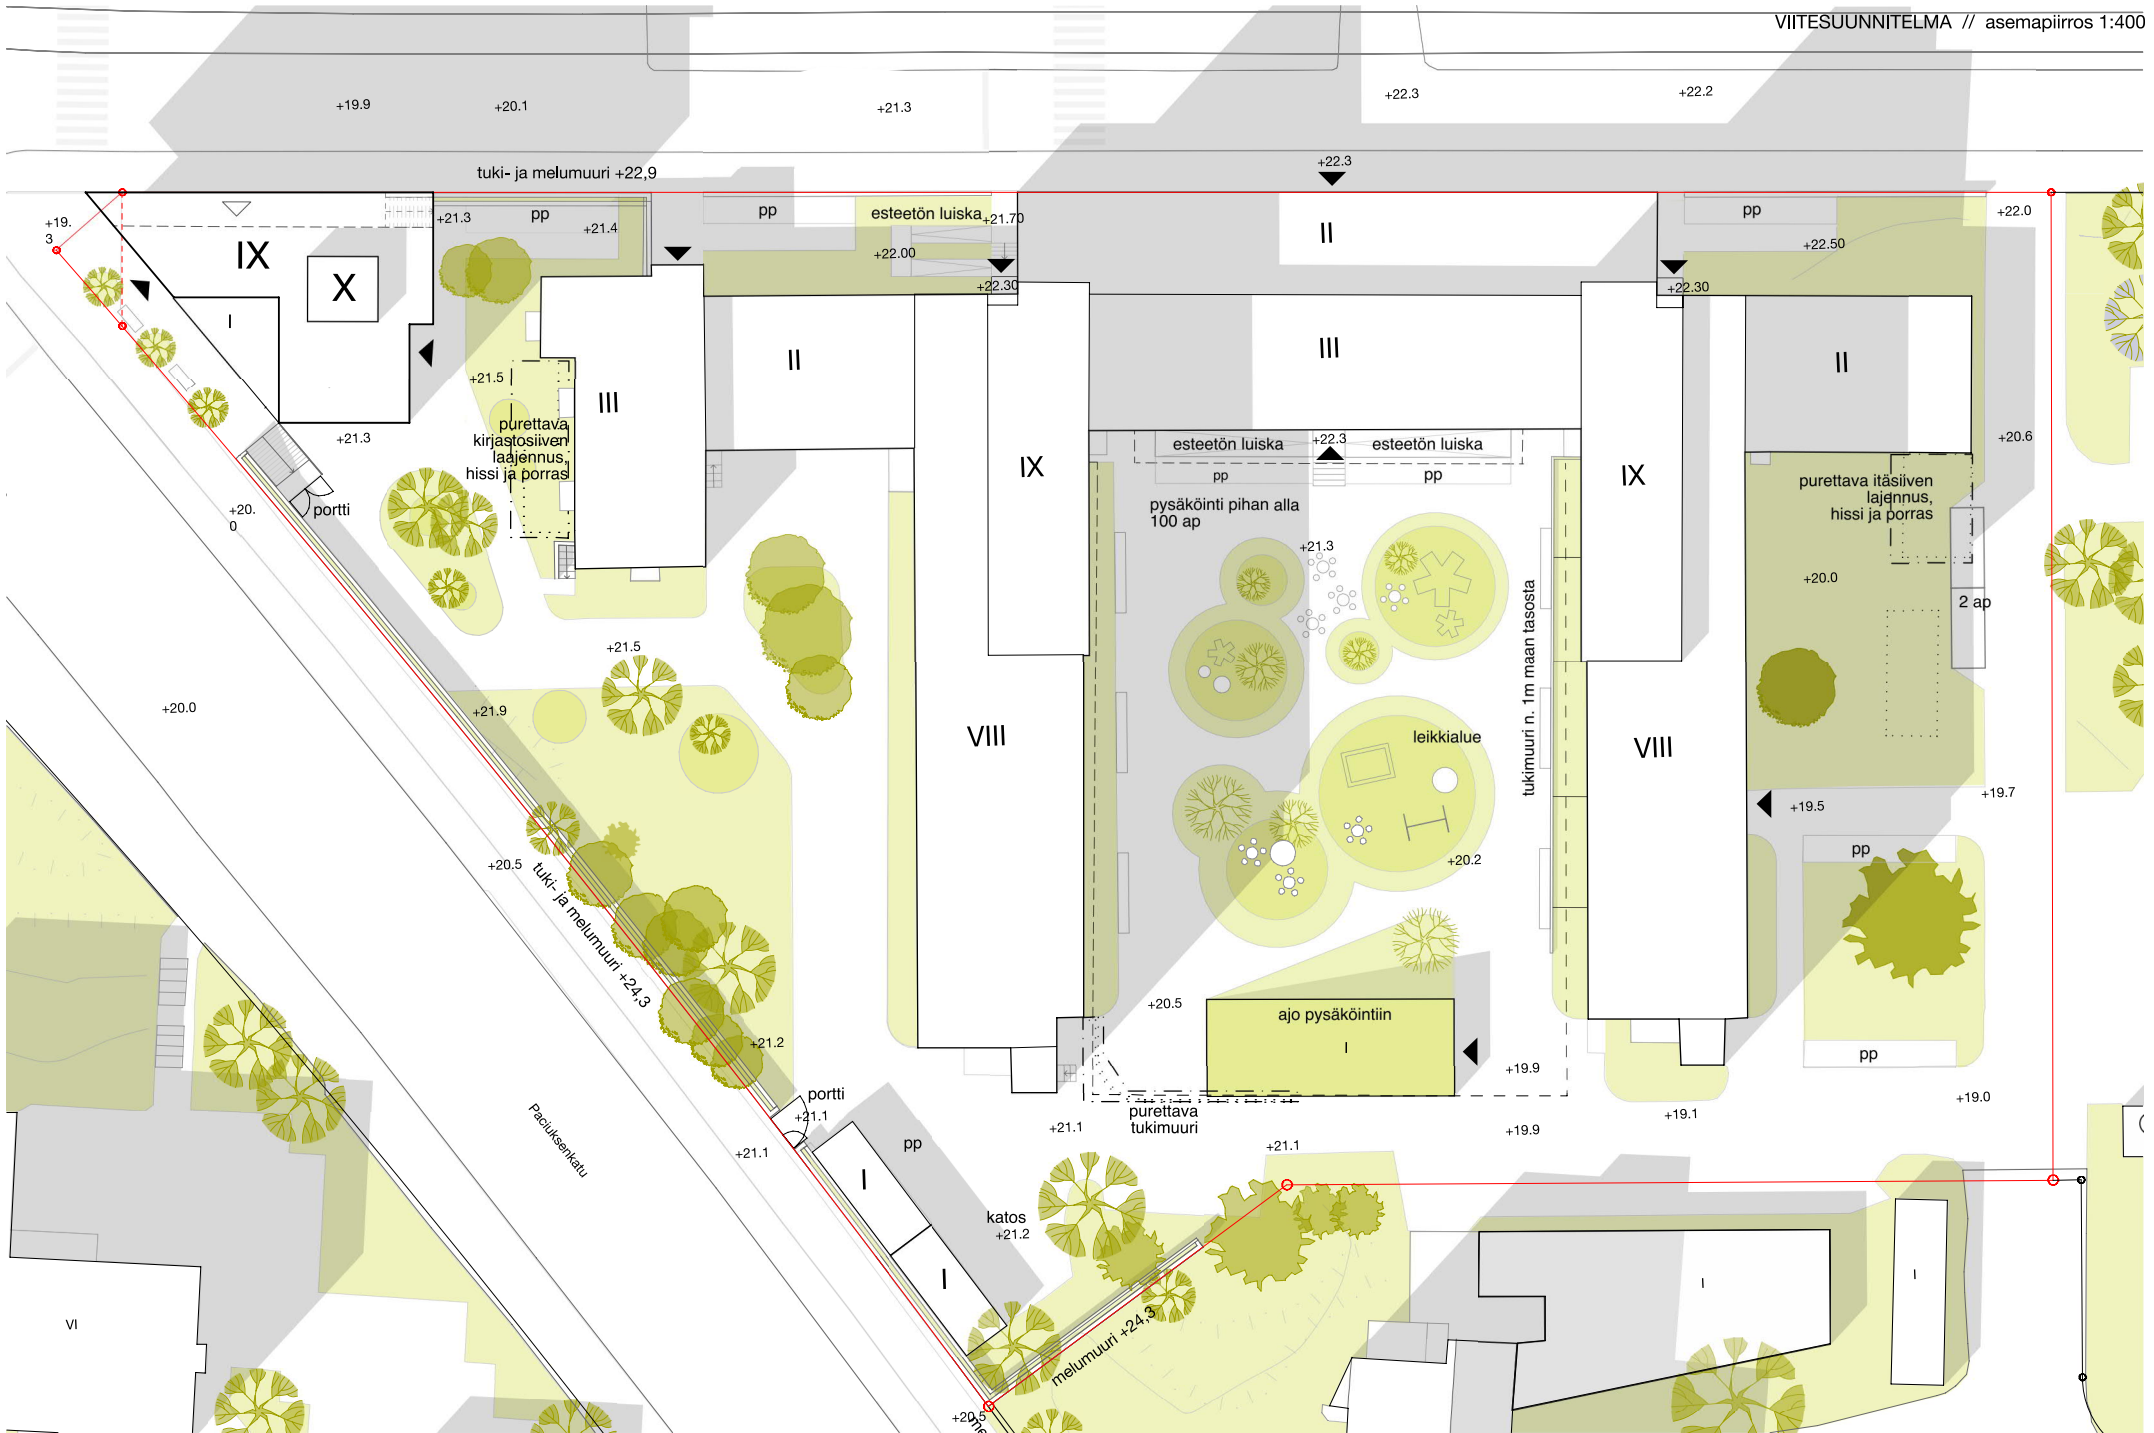 VIITESUUNNITELMA // asemapiirros 1:400
+19.9
+20.1
+21.3
+22.3
+22.2
+22.3
tuki- ja melumuuri +22,9
+19.
3
+21.3
pp
+21.4
pp
esteetön luiska
+21.70
+22.00
+22.30
II
pp
+22.0
+22.50
+22.30
IX
X
I
+21.5
+21.3
III
II
III
II
purettava
kirjastosiiven
laajennus,
hissi ja porras
+20.
0
portti
IX
esteetön luiska
+22.3
esteetön luiska
pp
pp
pysäköinti pihan alla
100 ap
+21.3
IX
+20.6
purettava itäsiiven
lajennus,
hissi ja porras
+20.0
2 ap
tukimuuri n. 1m maan tasosta
+21.5
+20.0
+21.9
VIII
leikkialue
VIII
+19.7
+19.5
+20.5
+20.2
pp
tuki- ja melumuuri +24,3
+20.5
ajo pysäköintiin
I
+21.2
+19.9
pp
Paciuksenkatu
portti
+21.1
+21.1
pp
purettava
tukimuuri
+21.1
+21.1
+19.9
+19.1
+19.0
I
katos
+21.2
I
I
I
VI
melumuuri +24,3
+20.5
me